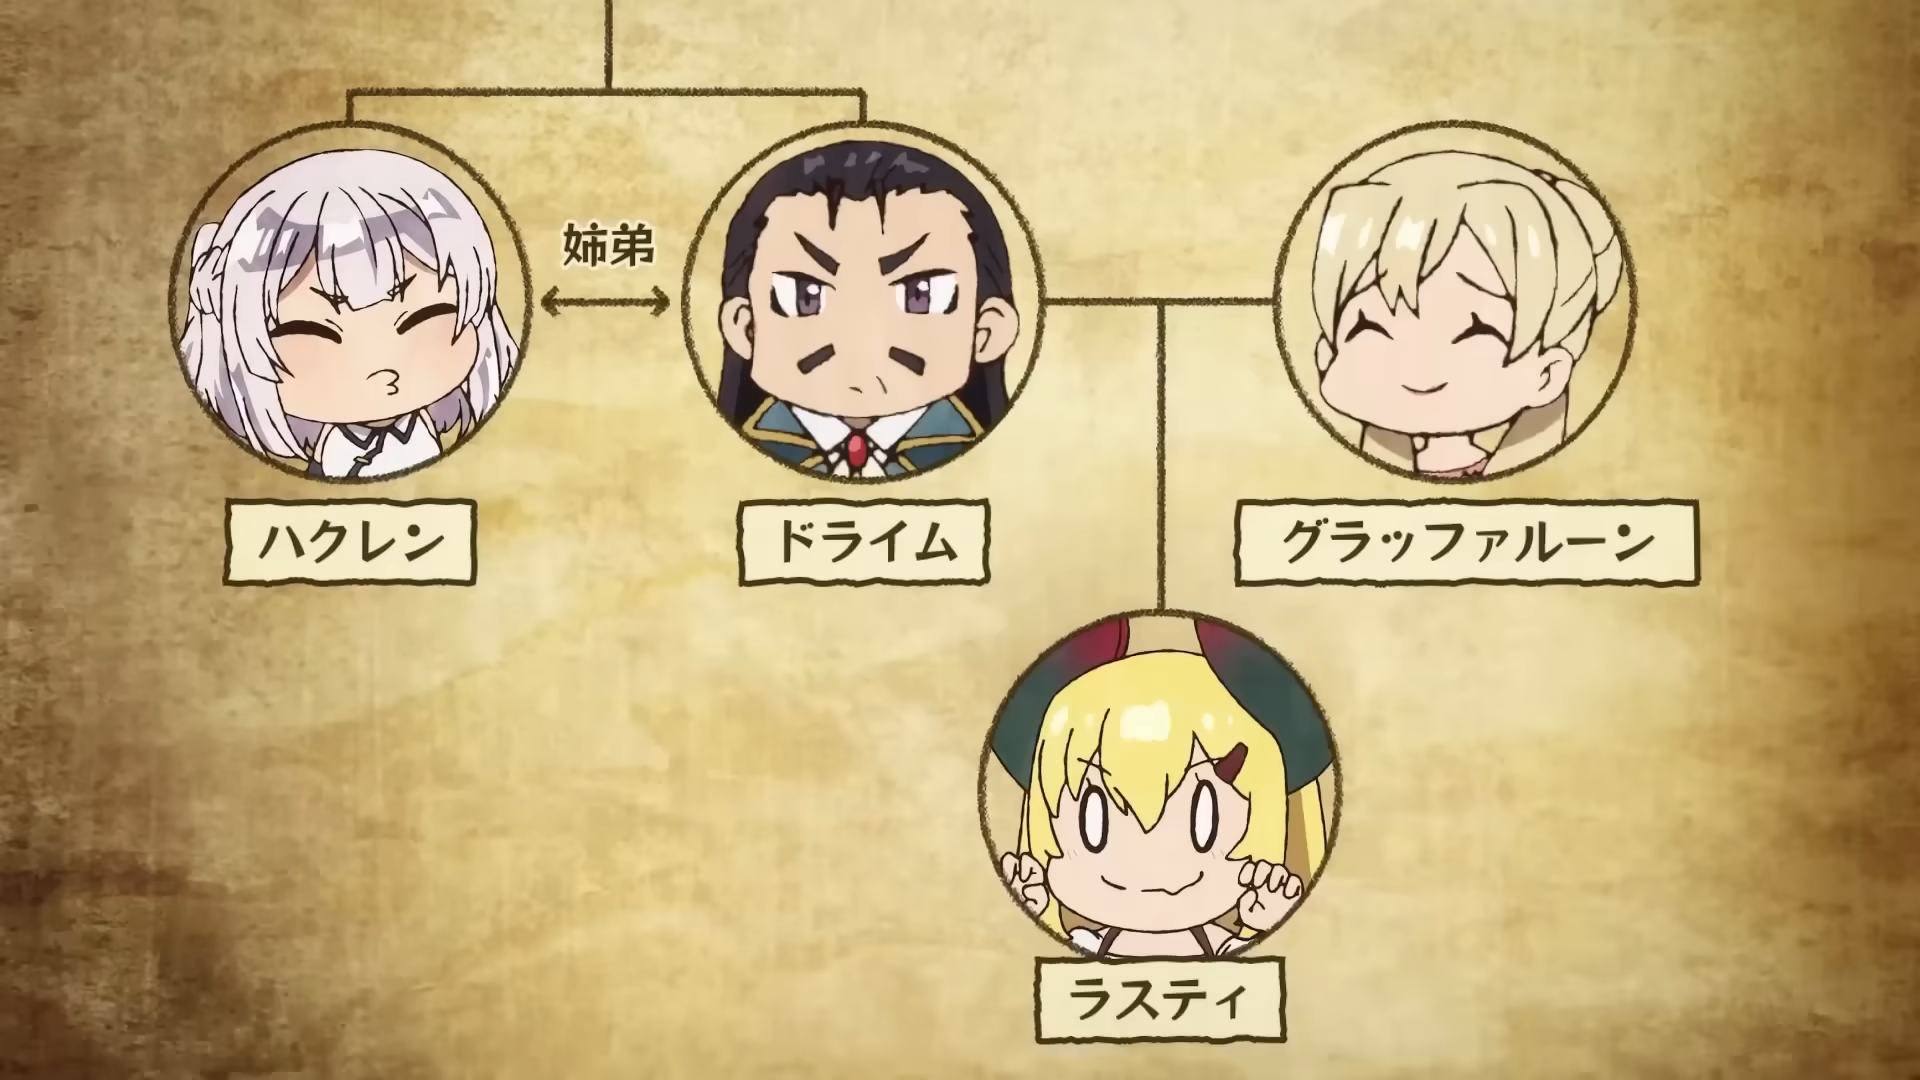 姉弟
ハクレン
ドライム
グラッファルーン
ラスティ